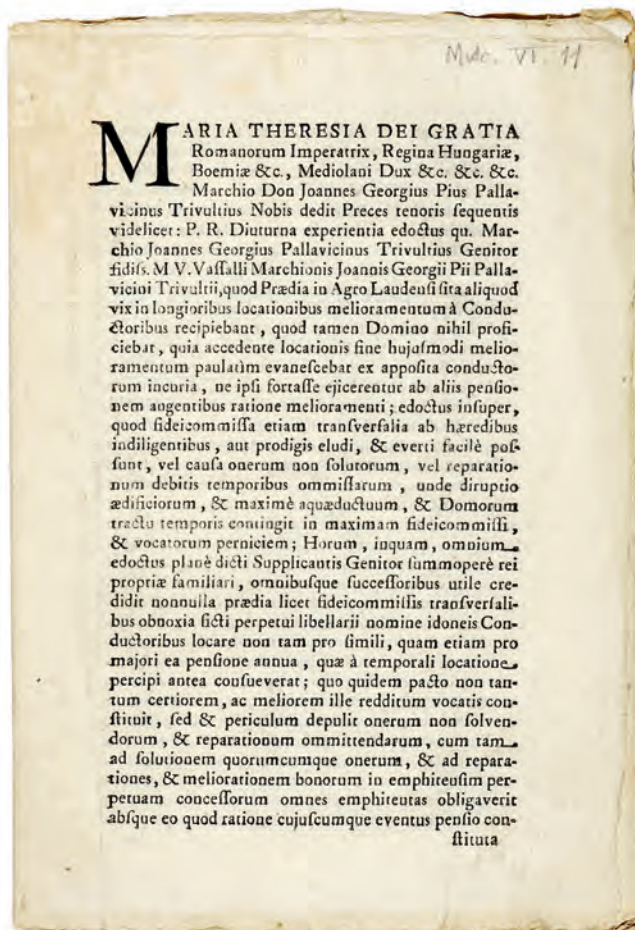 Misc. VI. 11
MARIA THERESIA DEI GRATIA
Romanorum Imperatrix, Regina Hungariæ,
Boemiæ &c., Mediolani Dux &c. &c. &c.
Marchio Don Joannes Georgius Pius Palla-
vicinus Trivultius Nobis dedit Preces tenoris ſequentis
videlicet: P. R. Diuturna experientia edoctus qu. Mar-
chio Joannes Georgius Pallavicinus Trivultius Genitor
fidiſs. M V. Vaſſalli Marchionis Joannis Georgii Pii Palla-
vicini Trivultii, quod Prædia in Agro Laudenſi ſita aliquod
vix in longioribus locationibus melioramentum à Condu-
ctoribus recipiebant, quod tamen Domino nihil profi-
ciebat, quia accedente locationis fine hujuſmodi melio-
ramentum paulatìm evaneſcebat ex appoſita conducto-
rum incuria, ne ipſi fortaſſe ejicerentur ab aliis penſio-
nem augentibus ratione melioramenti; edoctus inſuper,
quod fideicommiſſa etiam tranſverſalia ab hæredibus
indiligentibus, aut prodigis eludi, & everti facilè poſ-
ſunt, vel cauſa onerum non ſolutorum, vel reparatio-
num debitis temporibus ommiſſarum, unde diruptio
ædificiorum, & maximè aquæductuum, & Domorum
tractu temporis contingit in maximam fideicommiſſi,
& vocatorum perniciem; Horum, inquam, omnium
edoctus planè dicti Supplicantis Genitor ſummoperè rei
propriæ familiari, omnibuſque ſucceſſoribus utile cre-
didit nonnulla prædia licet fideicommiſſis tranſverſali-
bus obnoxia ficti perpetui libellarii nomine idoneis Con-
ductoribus locare non tam pro ſimili, quam etiam pro
majori ea penſione annua, quæ à temporali locatione
percipi antea conſueverat; quo quidem pacto non tan-
tum certiorem, ac meliorem ille redditum vocatis con-
ſtituit, ſed & periculum depulit onerum non ſolven-
dorum, & reparationum ommittendarum, cum tam
ad ſolutionem quorumcumque onerum, & ad repara-
tiones, & meliorationem bonorum in emphiteuſim per-
petuam conceſſorum omnes emphiteutas obligaverit
abſque eo quod ratione cujuſcumque eventus penſio con-
ſtituta